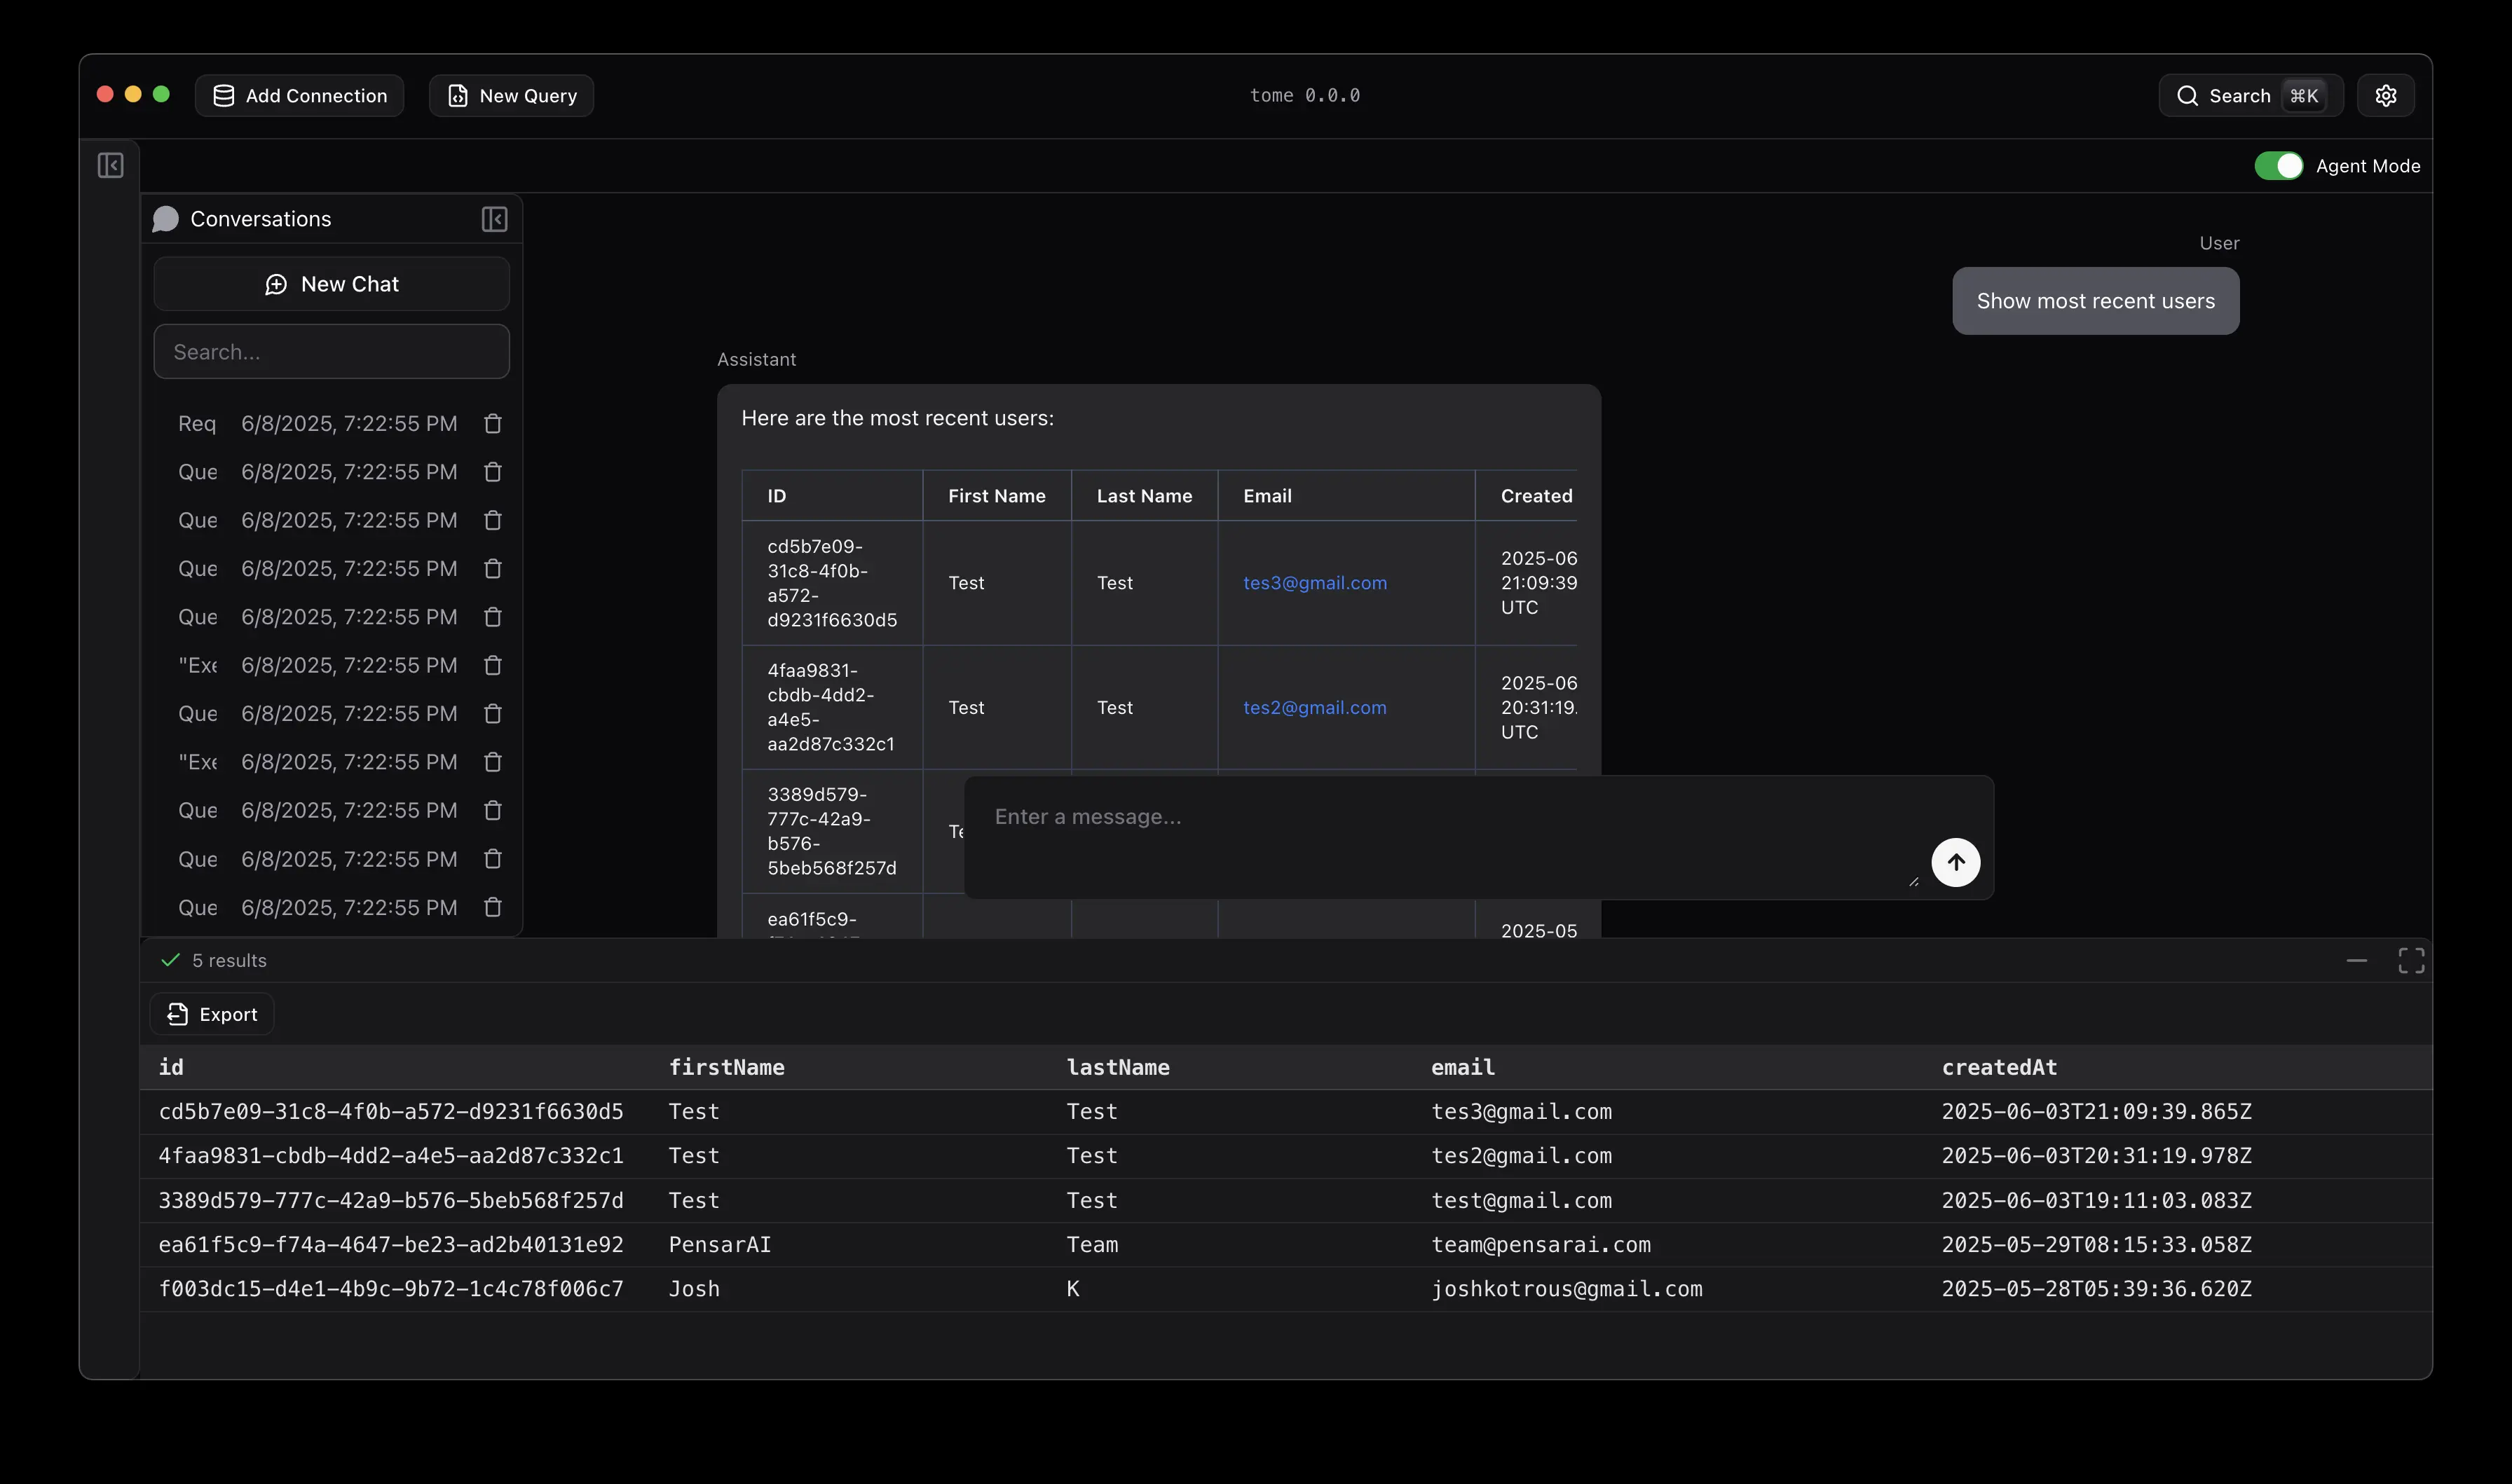 Add Connection
New Query
tome 0.0.0
Search ⌘K
Agent Mode
Conversations
New Chat
Search...
Req 6/8/2025, 7:22:55 PM
Que 6/8/2025, 7:22:55 PM
Que 6/8/2025, 7:22:55 PM
Que 6/8/2025, 7:22:55 PM
Que 6/8/2025, 7:22:55 PM
"Exe 6/8/2025, 7:22:55 PM
Que 6/8/2025, 7:22:55 PM
"Exe 6/8/2025, 7:22:55 PM
Que 6/8/2025, 7:22:55 PM
Que 6/8/2025, 7:22:55 PM
Que 6/8/2025, 7:22:55 PM
User
Show most recent users
Assistant
Here are the most recent users:
ID First Name Last Name Email Created
cd5b7e09-
31c8-4f0b-
a572-
d9231f6630d5
Test
Test
tes3@gmail.com
2025-06
21:09:39
UTC
4faa9831-
cbdb-4dd2-
a4e5-
aa2d87c332c1
Test
Test
tes2@gmail.com
2025-06
20:31:19.
UTC
3389d579-
777c-42a9-
b576-
5beb568f257d
Te
Enter a message...
ea61f5c9-
2025-05
5 results
Export
id firstName lastName email createdAt
cd5b7e09-31c8-4f0b-a572-d9231f6630d5 Test Test tes3@gmail.com 2025-06-03T21:09:39.865Z
4faa9831-cbdb-4dd2-a4e5-aa2d87c332c1 Test Test tes2@gmail.com 2025-06-03T20:31:19.978Z
3389d579-777c-42a9-b576-5beb568f257d Test Test test@gmail.com 2025-06-03T19:11:03.083Z
ea61f5c9-f74a-4647-be23-ad2b40131e92 PensarAI Team team@pensarai.com 2025-05-29T08:15:33.058Z
f003dc15-d4e1-4b9c-9b72-1c4c78f006c7 Josh K joshkotrous@gmail.com 2025-05-28T05:39:36.620Z